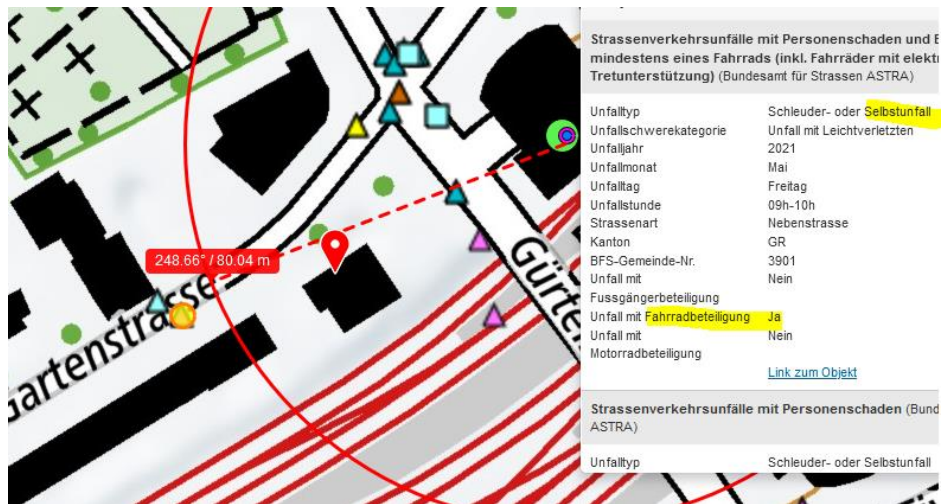 Strassenverkehrsunfälle mit Personenschaden und B
mindestens eines Fahrrads (inkl. Fahrräder mit elektr
Tretunterstützung) (Bundesamt für Strassen ASTRA)
Unfalltyp Schleuder- oder Selbstunfall
Unfallschwerekategorie Unfall mit Leichtverletzten
Unfalljahr 2021
Unfallmonat Mai
Unfalltag Freitag
Unfallstunde 09h-10h
Strassenart Nebenstrasse
Kanton GR
BFS-Gemeinde-Nr. 3901
Unfall mit Nein
Fussgängerbeteiligung
Unfall mit Fahrradbeteiligung Ja
Unfall mit Nein
Motorradbeteiligung
Link zum Objekt
Strassenverkehrsunfälle mit Personenschaden (Bund
ASTRA)
Unfalltyp Schleuder- oder Selbstunfall
248.66° / 80.04 m
Gartenstrasse
Gürte